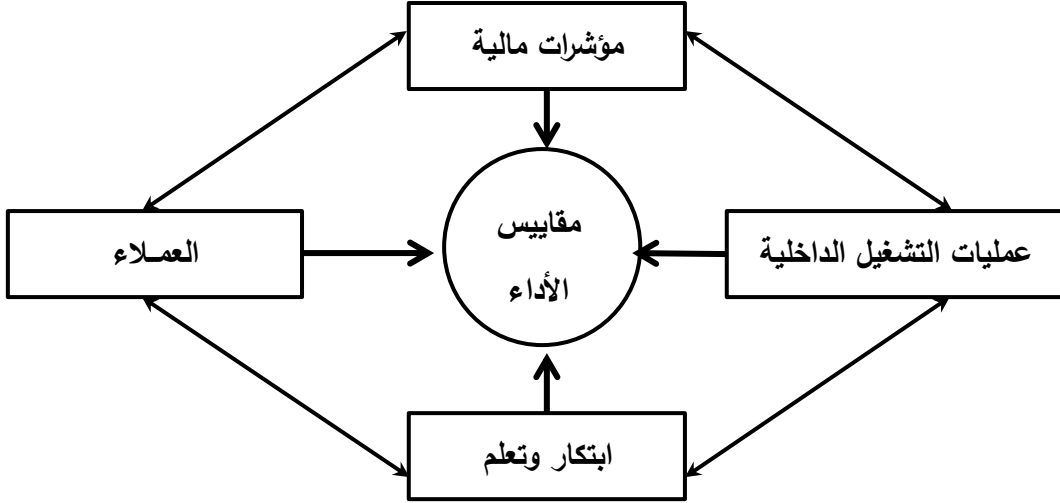 مؤشرات مالية
مقاييس
الأداء
عمليات التشغيل الداخلية
العمـلاء
ابتكار وتعلم